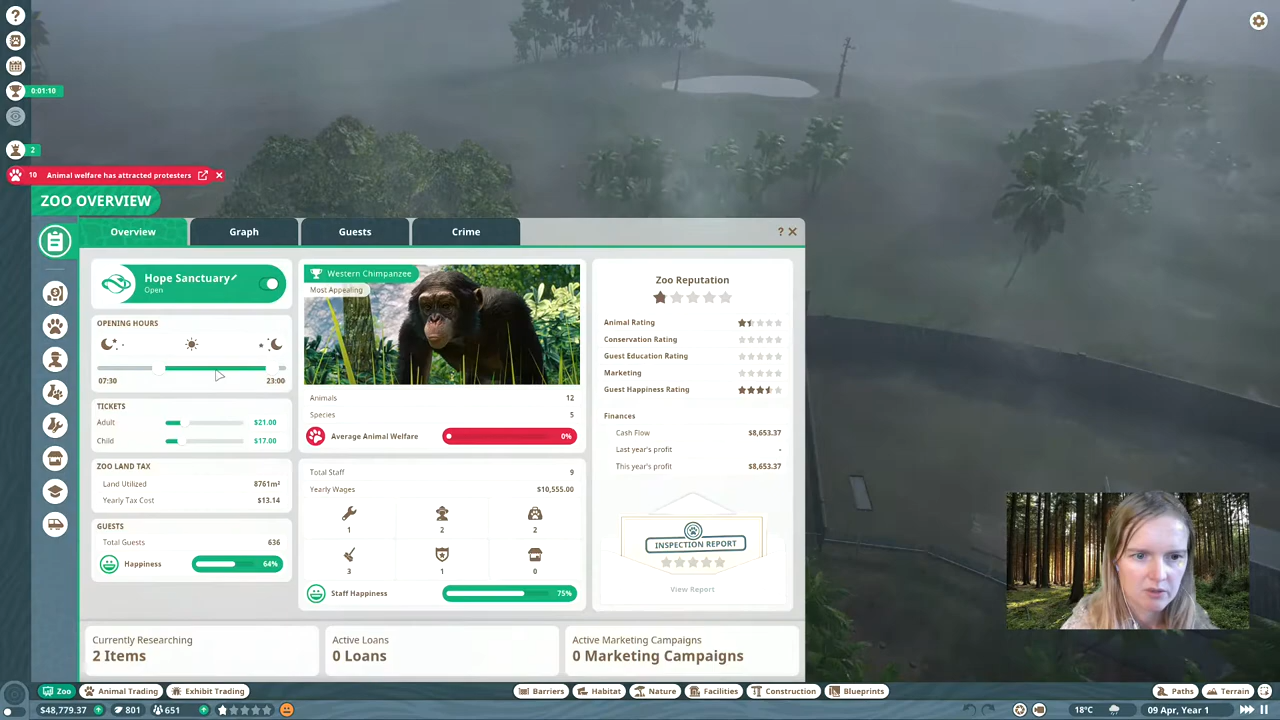 ?
0:01:10
2
10 Animal welfare has attracted protesters
ZOO OVERVIEW
Overview Graph Guests Crime ?
Hope Sanctuary
Open
OPENING HOURS
07:30 23:00
TICKETS
Adult $21.00
Child $17.00
ZOO LAND TAX
Land Utilized 8761m²
Yearly Tax Cost $13.14
GUESTS
Total Guests 636
Happiness 64%
Western Chimpanzee
Most Appealing
Animals 12
Species 5
Average Animal Welfare 0%
Total Staff 9
Yearly Wages $10,555.00
1 2 2
3 1 0
Staff Happiness 75%
Zoo Reputation
Animal Rating
Conservation Rating
Guest Education Rating
Marketing
Guest Happiness Rating
Finances
Cash Flow $8,653.37
Last year's profit -
This year's profit $8,653.37
INSPECTION REPORT
View Report
Currently Researching
2 Items
Active Loans
0 Loans
Active Marketing Campaigns
0 Marketing Campaigns
Zoo Animal Trading Exhibit Trading Barriers Habitat Nature Facilities Construction Blueprints Paths Terrain
$48,779.37 801 651 18°C 09 Apr, Year 1